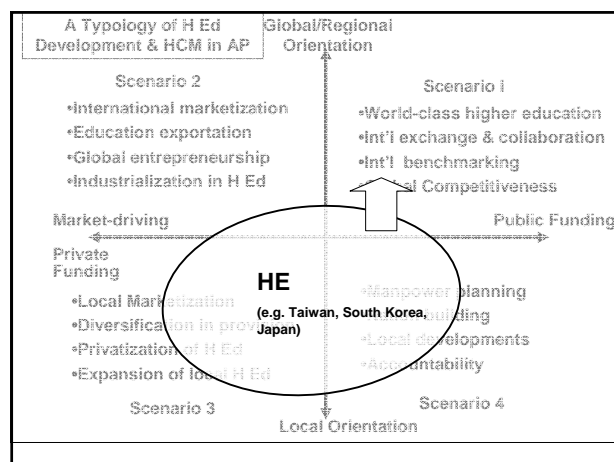 A Typology of H Ed
Development & HCM in AP
Global/Regional
Orientation
Scenario 2
•International marketization
•Education exportation
•Global entrepreneurship
•Industrialization in H Ed
Scenario I
•World-class higher education
•Int'l exchange & collaboration
•Int'l benchmarking
Competitiveness
Market-driving
Public Funding
Private
Funding
HE
(e.g. Taiwan, South Korea,
Japan)
•Local Marketization
•Diversification in
•Privatization of H Ed
•Expansion of local H Ed
•Manpower planning
building
•Local developments
•Accountability
Scenario 3
Scenario 4
Local Orientation